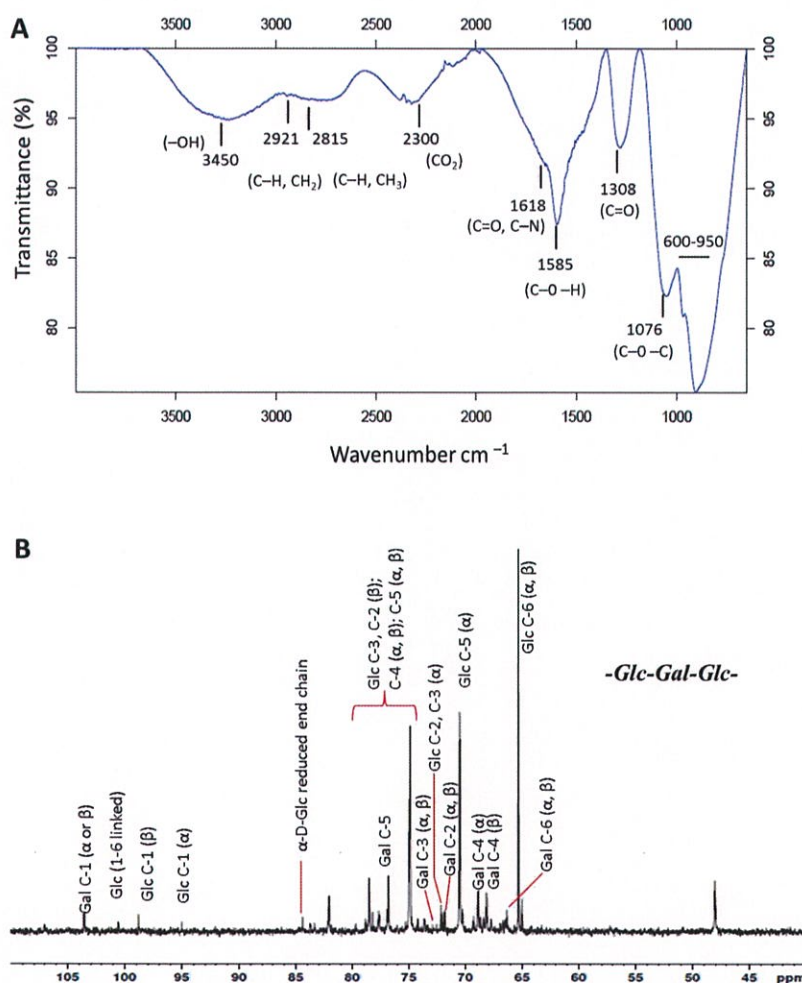 A
3500 3000 2500 2000 1500 1000
100 95 90 85 80
Transmittance (%)
100 95 90 85 80
(–OH)
3450
2921
(C–H, CH₂)
2815
(C–H, CH₃)
2300
(CO₂)
1618
(C=O, C–N)
1585
(C–O –H)
1308
(C=O)
600-950
1076
(C–O –C)
3500 3000 2500 2000 1500 1000
Wavenumber cm ⁻¹
B
Gal C-1 (α or β)
Glc (1-6 linked)
Glc C-1 (β)
Glc C-1 (α)
α-D-Glc reduced end chain
Glc C-3, C-2 (β);
C-4 (α, β); C-5 (α, β)
Gal C-5
Gal C-3 (α, β)
Glc C-2, C-3 (α)
Gal C-2 (α, β)
Glc C-5 (α)
Gal C-4 (α)
Gal C-4 (β)
Glc C-6 (α, β)
Gal C-6 (α, β)
-Glc-Gal-Glc-
105 100 95 90 85 80 75 70 65 60 55 50 45 ppm